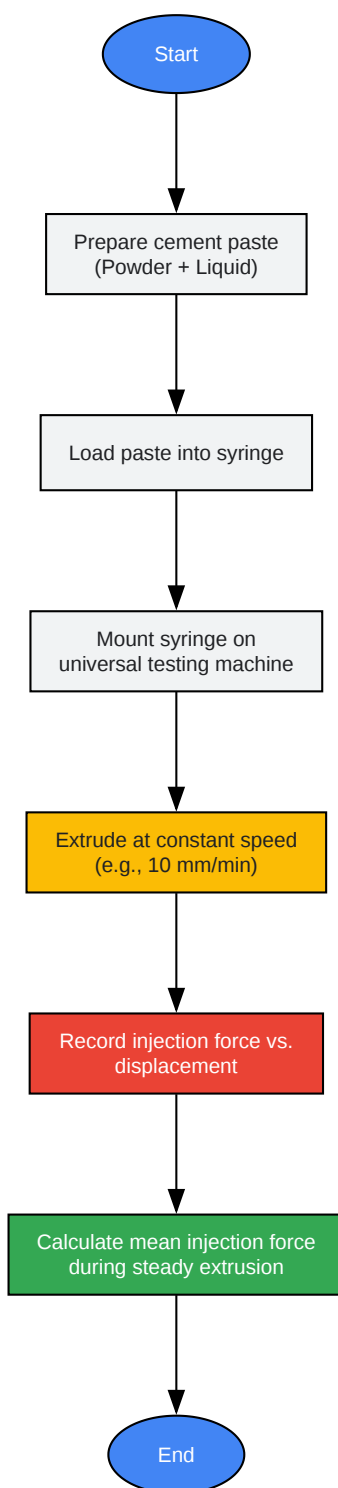 Start
Prepare cement paste
(Powder + Liquid)
Load paste into syringe
Mount syringe on
universal testing machine
Extrude at constant speed
(e.g., 10 mm/min)
Record injection force vs.
displacement
Calculate mean injection force
during steady extrusion
End